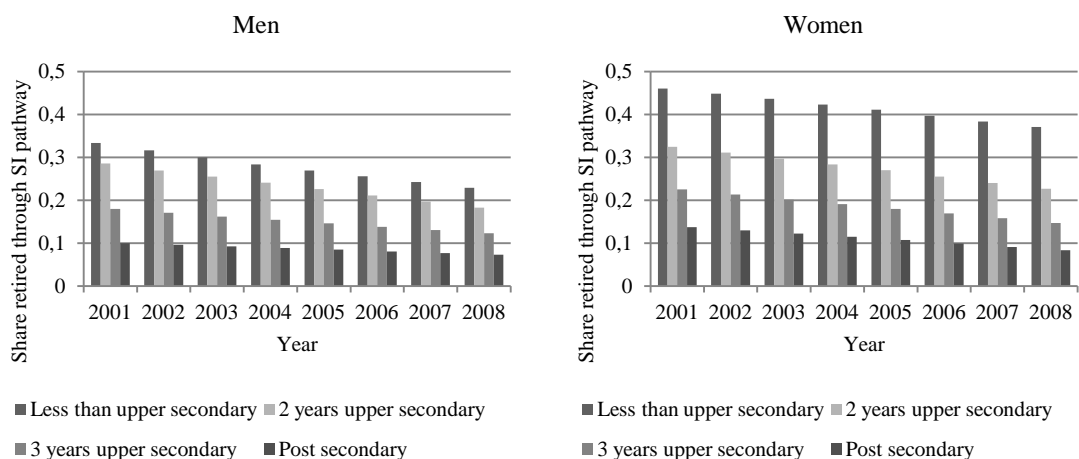 Men
Share retired through SI pathway
0,5
0,4
0,3
0,2
0,1
0
2001 2002 2003 2004 2005 2006 2007 2008
Year
■ Less than upper secondary ■ 2 years upper secondary
■ 3 years upper secondary ■ Post secondary
Women
Share retired through SI pathway
0,5
0,4
0,3
0,2
0,1
0
2001 2002 2003 2004 2005 2006 2007 2008
Year
■ Less than upper secondary ■ 2 years upper secondary
■ 3 years upper secondary ■ Post secondary